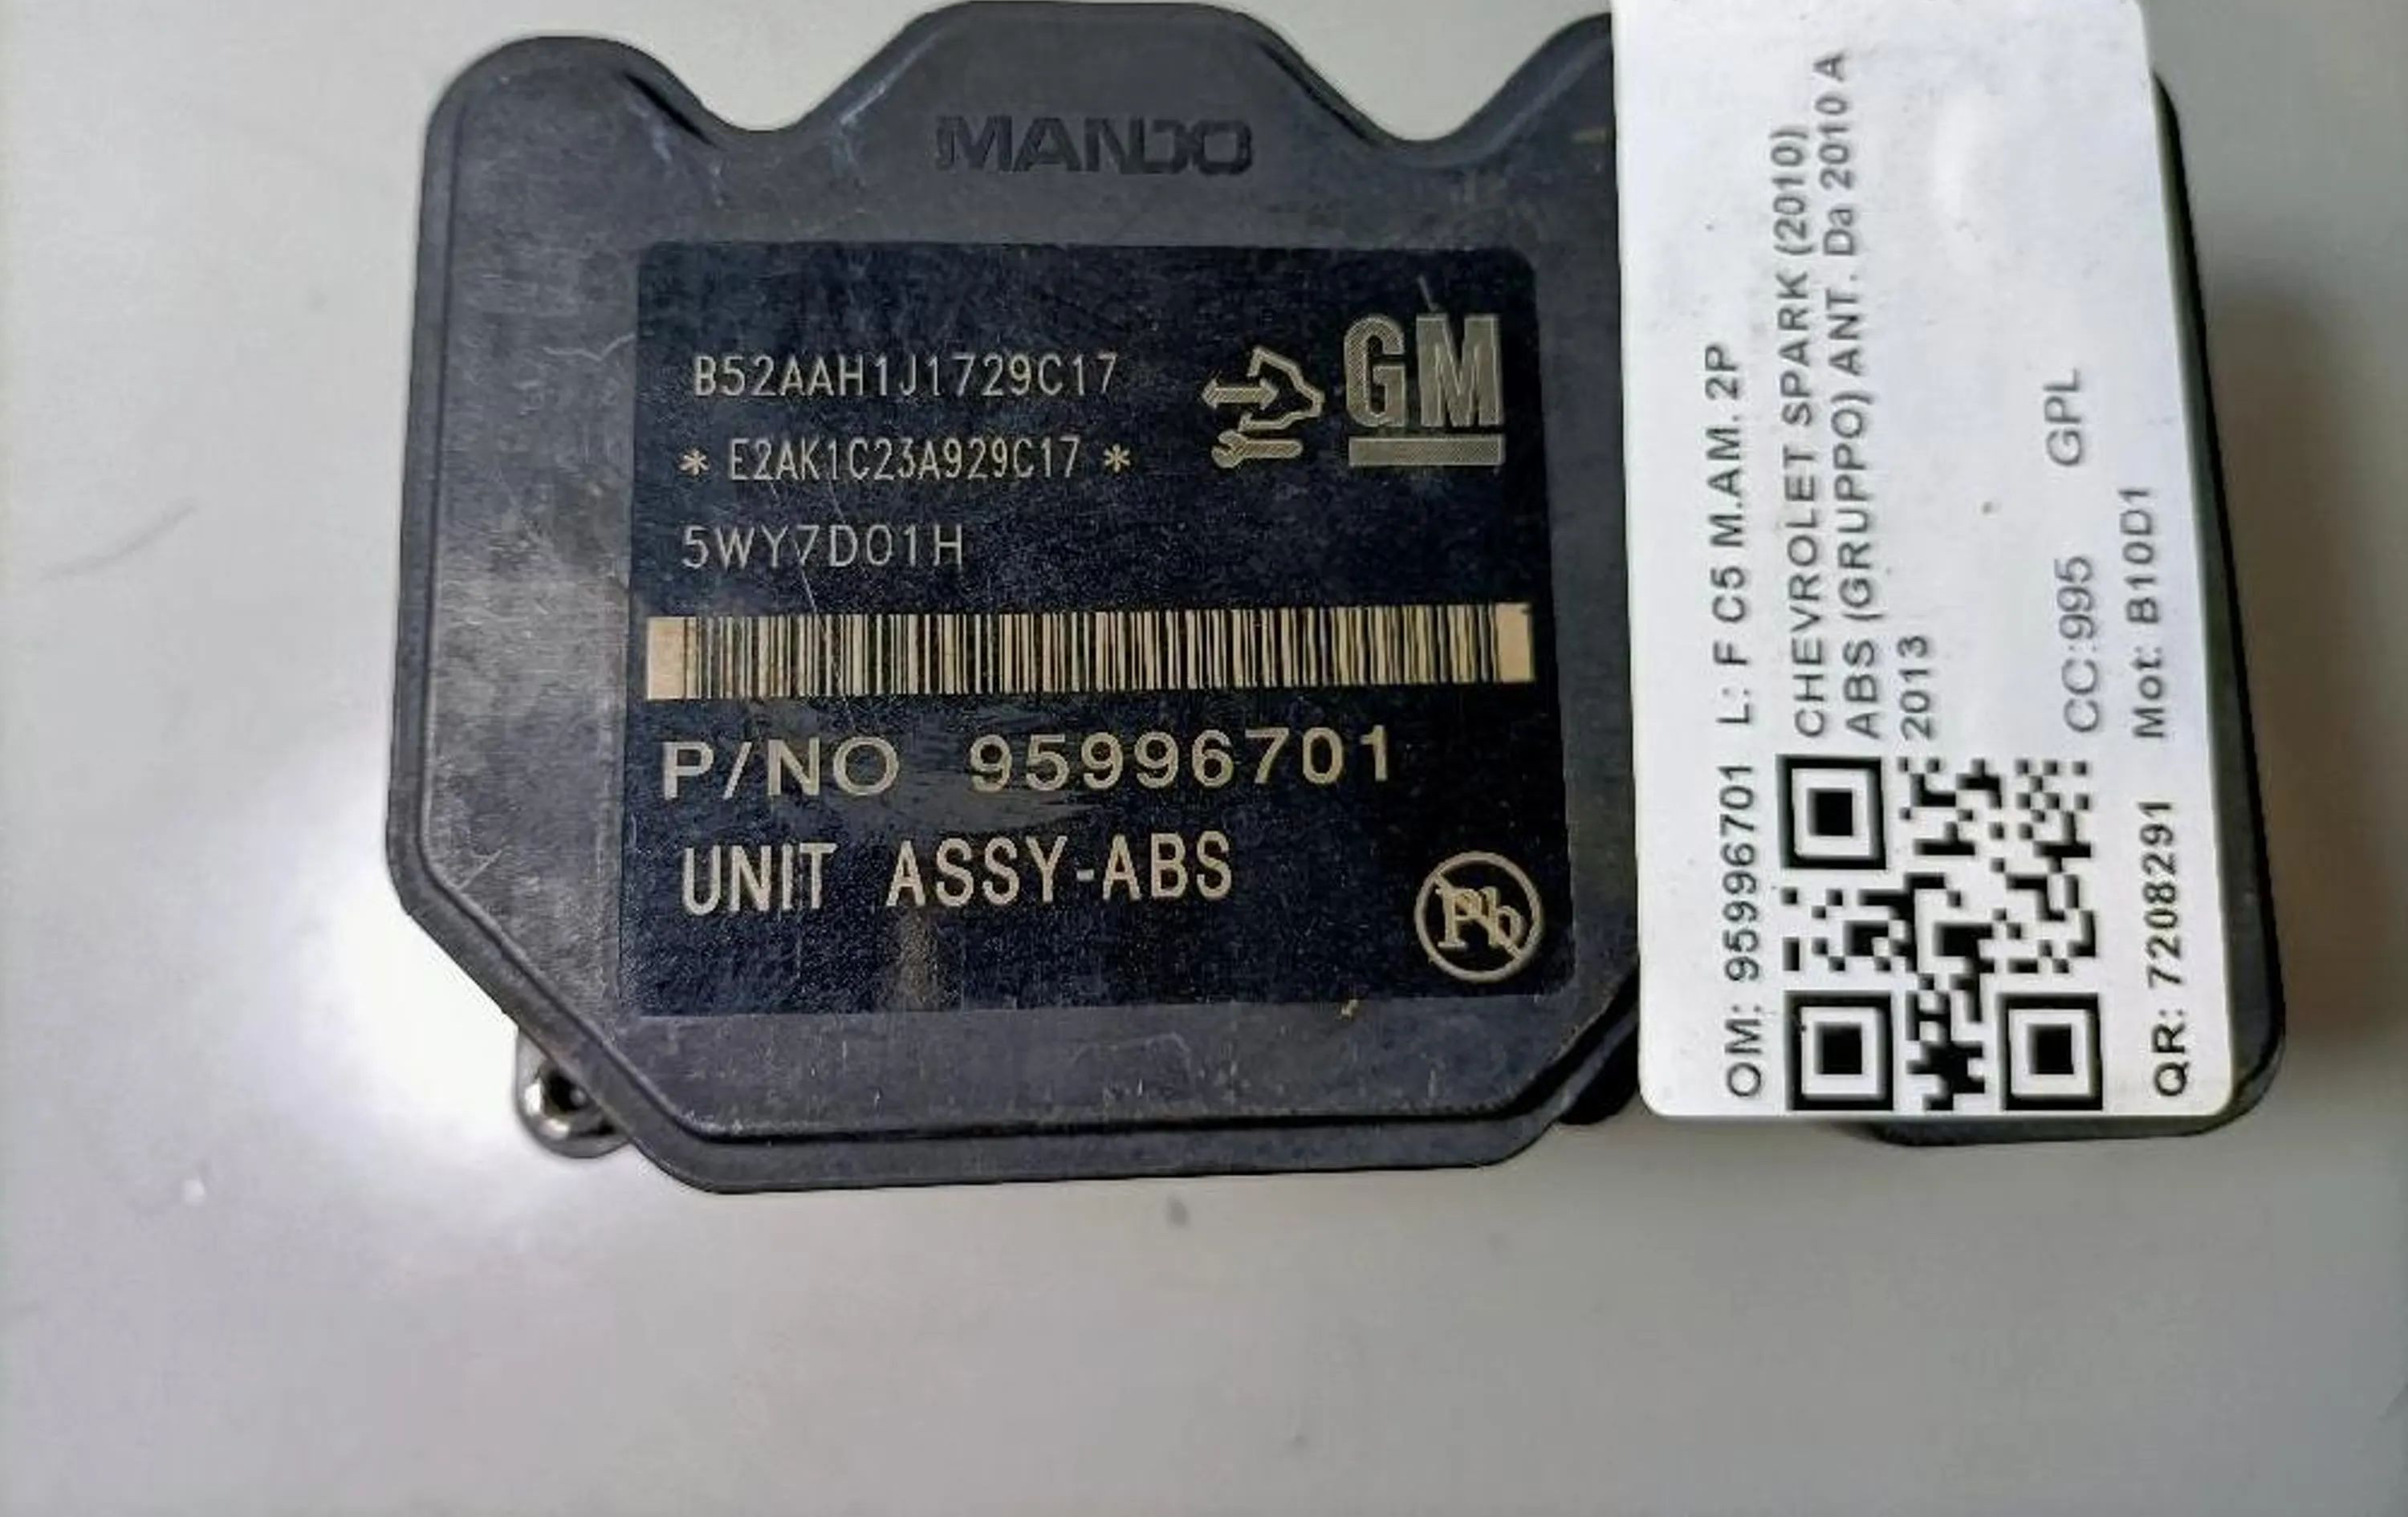 MANDO
B52AAH1J1729C17
GM
* E2AK1C23A929C17 *
5WY7D01H
P/NO 95996701
UNIT ASSY-ABS
Pb
OM: 95996701 L: F C5 M.AM. 2P
CHEVROLET SPARK (2010)
ABS (GRUPPO) ANT. Da 2010 A
2013
CC:995 GPL
QR: 7208291 Mot: B10D1